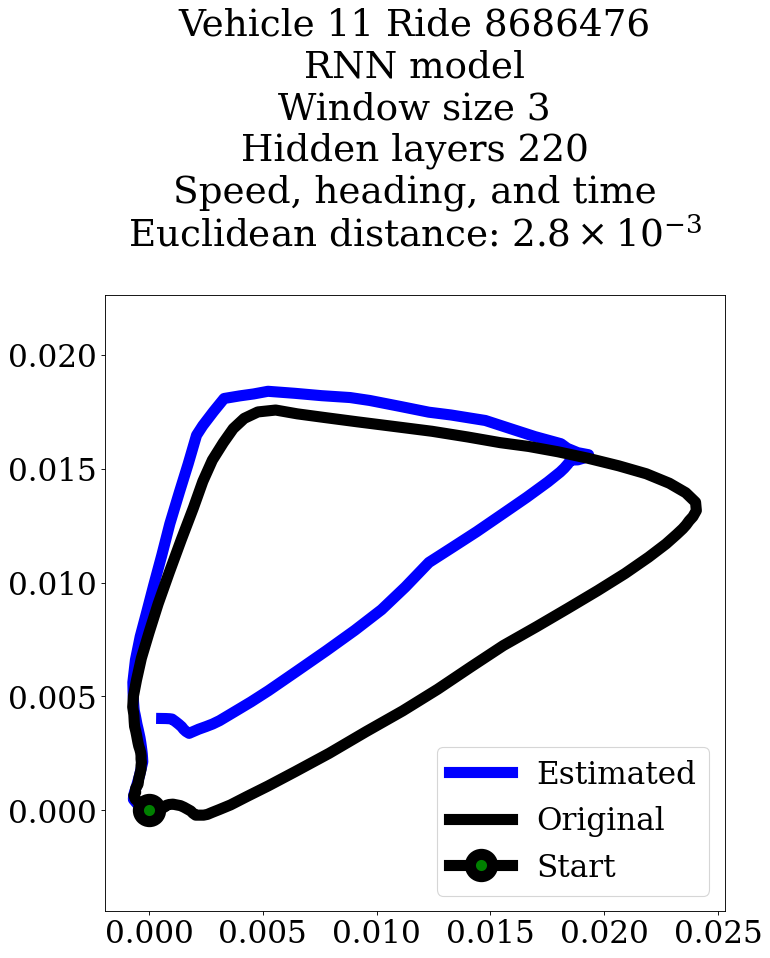 Vehicle 11 Ride 8686476
RNN model
Window size 3
Hidden layers 220
Speed, heading, and time
Euclidean distance: 2.8 × 10⁻³
0.020
0.015
0.010
0.005
0.000
Estimated
Original
Start
0.000 0.005 0.010 0.015 0.020 0.025